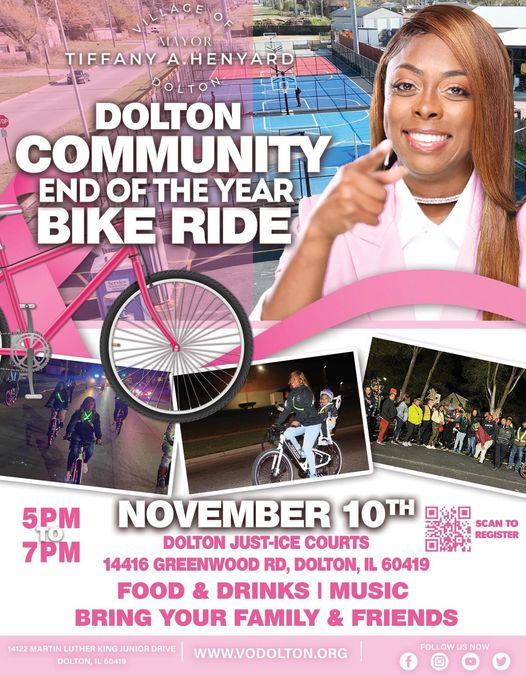 VILLAGE OF
MAYOR
TIFFANY A.HENYARD
DOLTON
DOLTON
COMMUNITY
END OF THE YEAR
BIKE RIDE
5PM
TO
7PM
NOVEMBER 10TH
SCAN TO
REGISTER
DOLTON JUST-ICE COURTS
14416 GREENWOOD RD, DOLTON, IL 60419
FOOD & DRINKS | MUSIC
BRING YOUR FAMILY & FRIENDS
14122 MARTIN LUTHER KING JUNIOR DRIVE
DOLTON, IL 60419
WWW.VODOLTON.ORG
FOLLOW US NOW